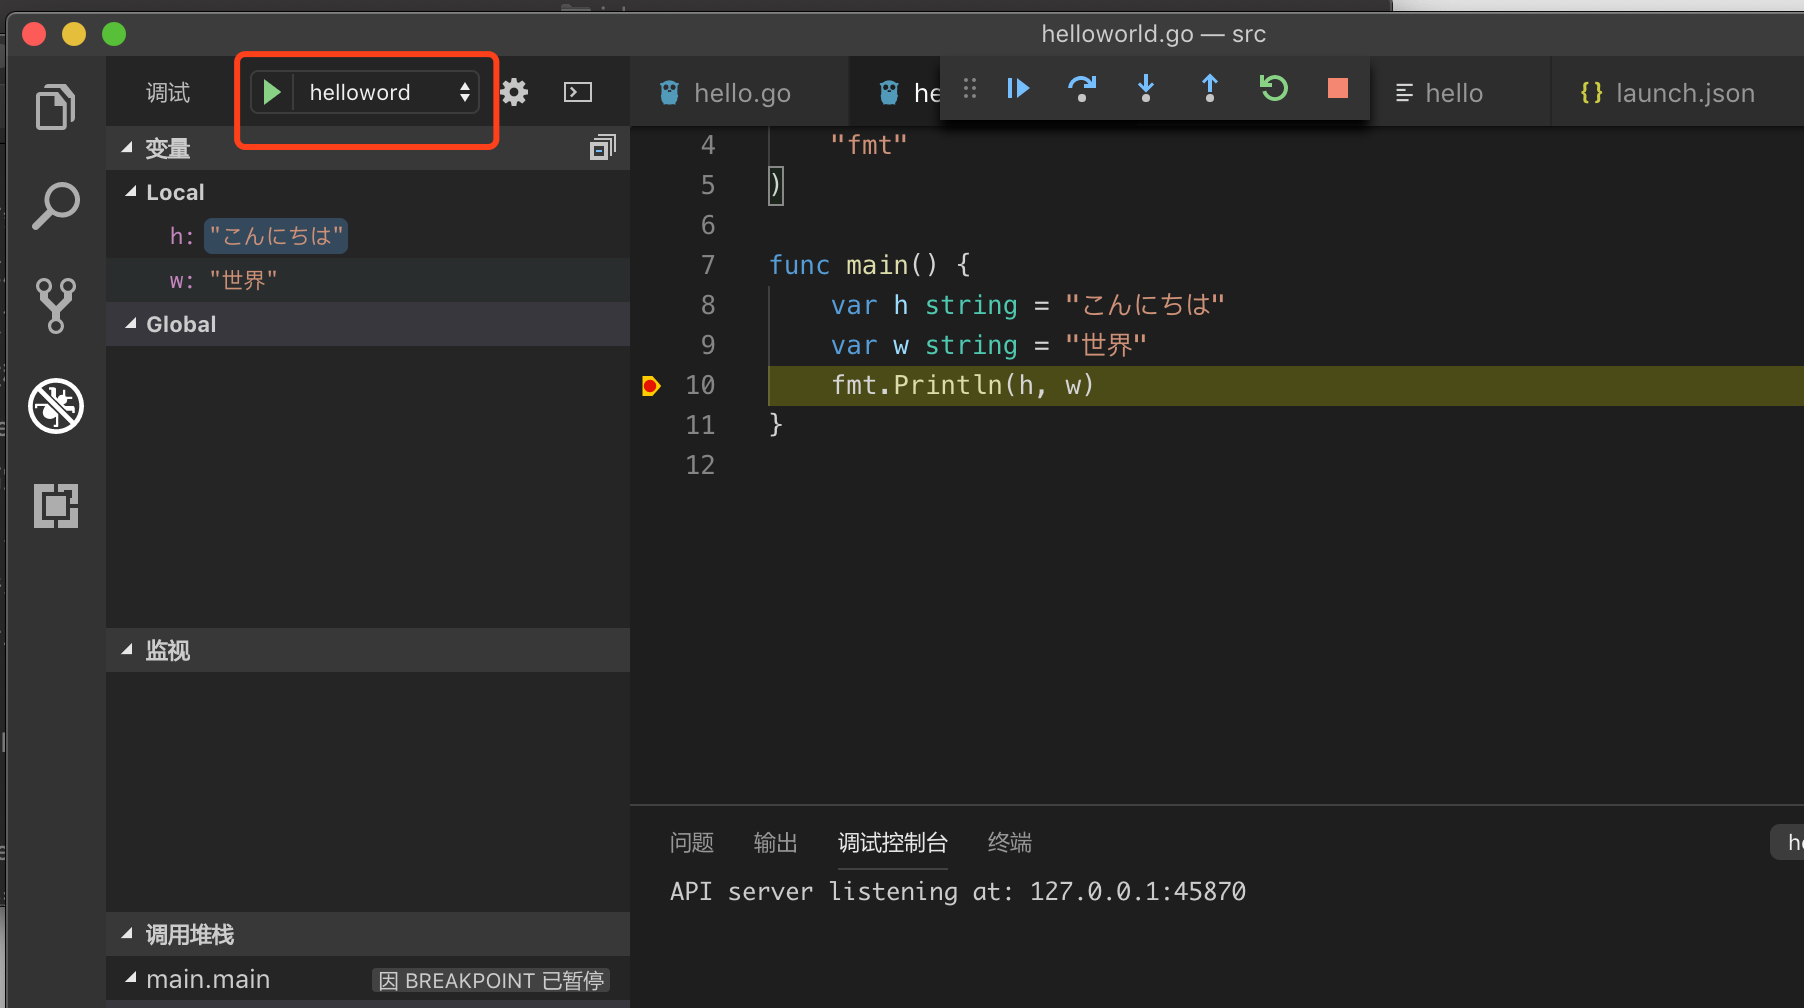 helloworld.go — src
调试
helloword
hello.go
he
hello
{} launch.json
变量
Local
h: "こんにちは"
w: "世界"
Global
监视
调用堆栈
main.main
因 BREAKPOINT 已暂停
4 "fmt"
5 )
6
7 func main() {
8 var h string = "こんにちは"
9 var w string = "世界"
10 fmt.Println(h, w)
11 }
12
问题 输出 调试控制台 终端
he
API server listening at: 127.0.0.1:45870